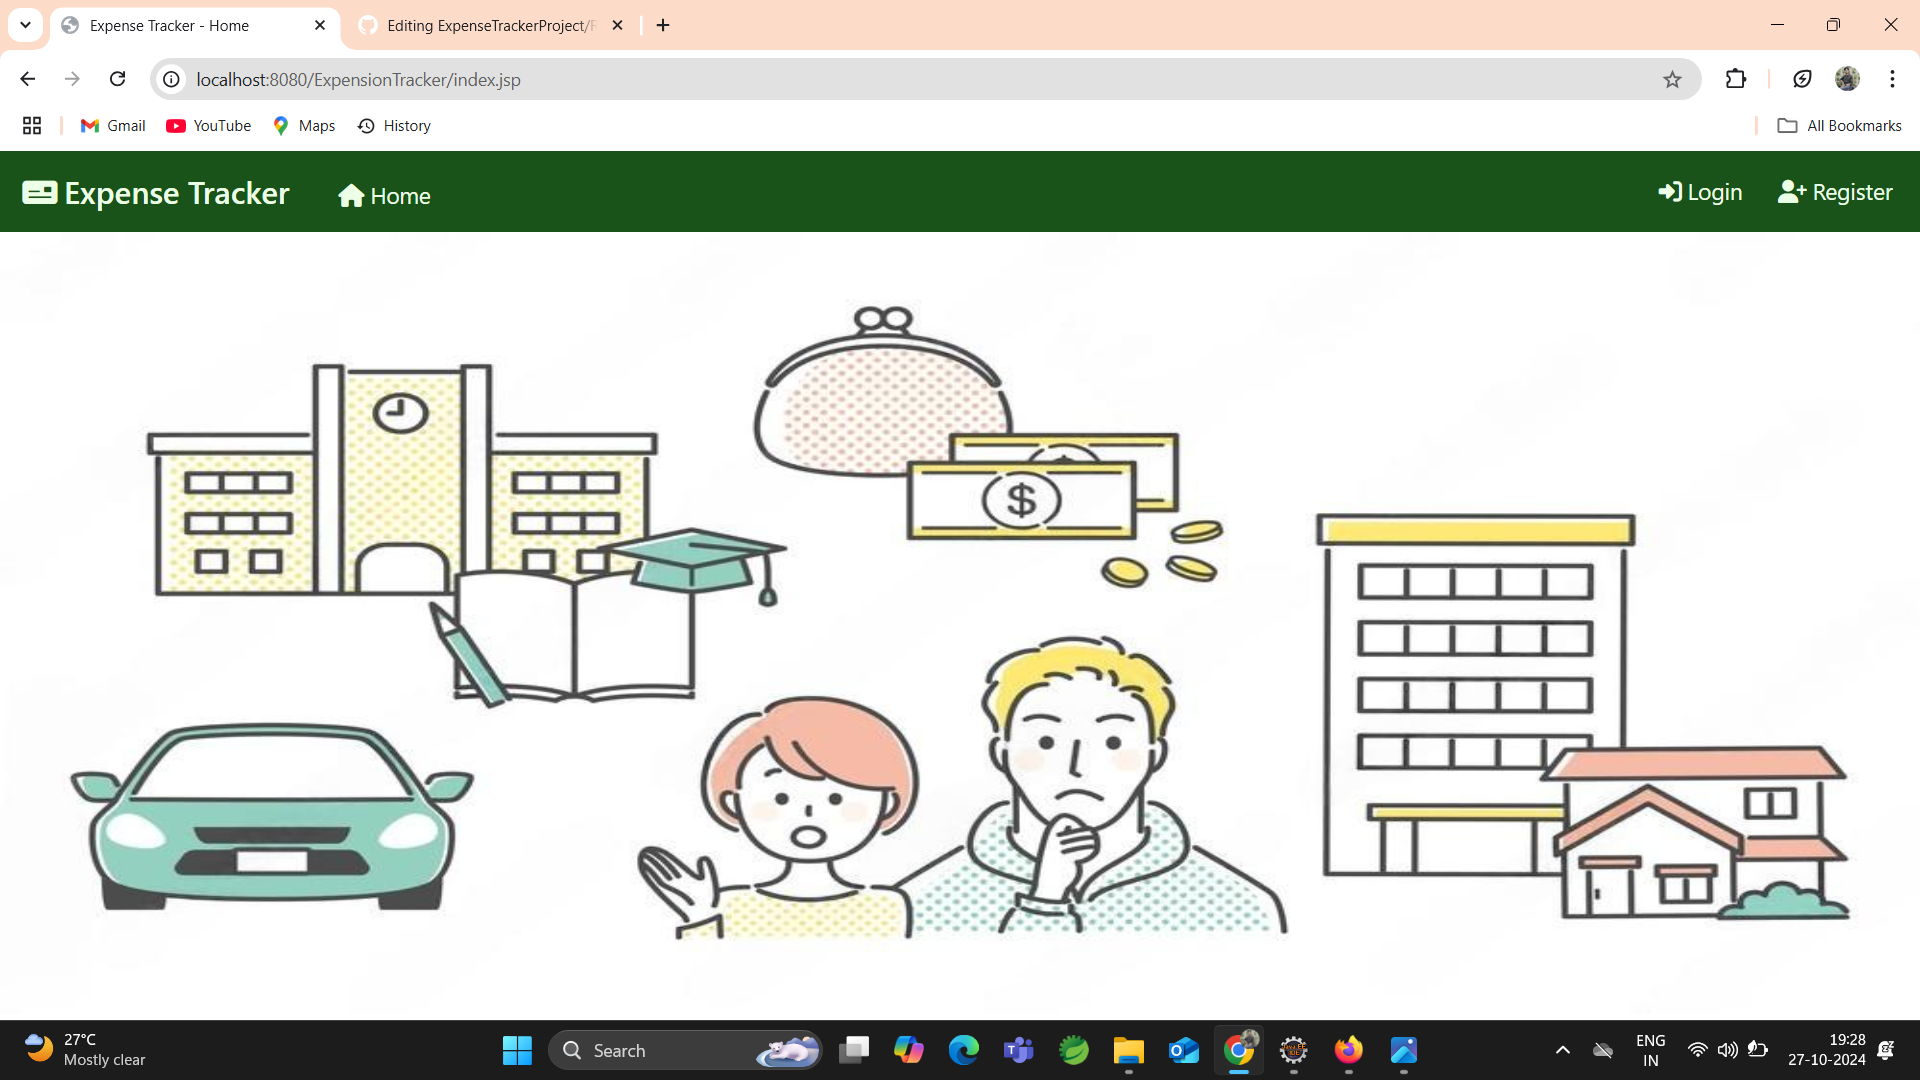 Expense Tracker - Home
Editing ExpenseTrackerProject/
localhost:8080/ExpensionTracker/index.jsp
Gmail YouTube Maps History All Bookmarks
Expense Tracker Home Login Register
$
27°C
Mostly clear
Search
ENG
IN
19:28
27-10-2024